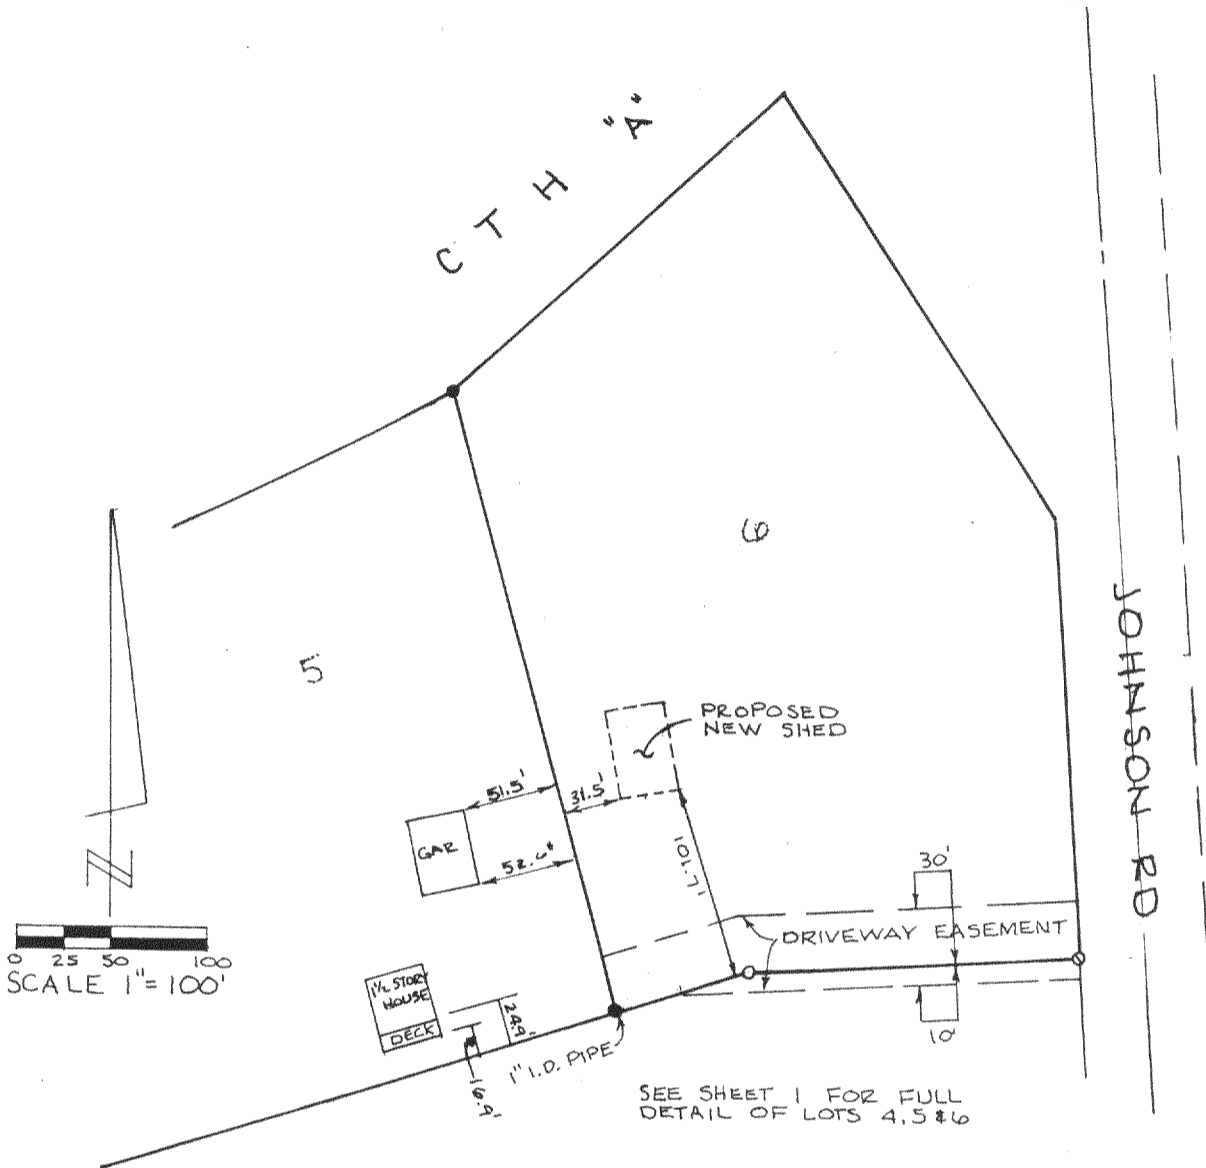 C T H "A"
6
5
JOHNSON RD
PROPOSED
NEW SHED
51.5'
31.5'
GAR
52.6'
101.7'
30'
DRIVEWAY EASEMENT
N
0 25 50 100
SCALE 1"=100'
1½ STORY
HOUSE
DECK
24.9'
16.9'
1" I.D. PIPE
10'
SEE SHEET 1 FOR FULL
DETAIL OF LOTS 4,5 & 6